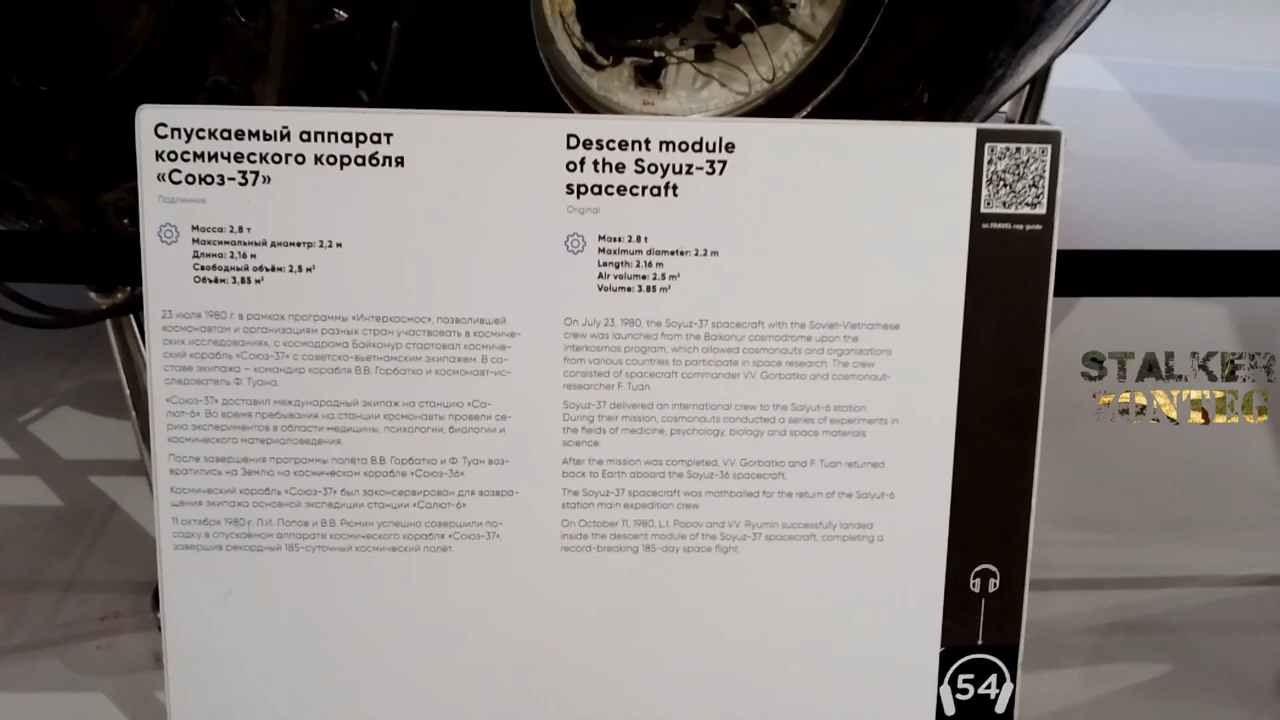 Спускаемый аппарат
космического корабля
«Союз-37»
Подлинник
Масса: 2,8 т
Максимальный диаметр: 2,2 м
Длина: 2,16 м
Свободный объём: 2,5 м³
Объём: 3,85 м³
23 июля 1980 г. в рамках программы «Интеркосмос», позволившей
космонавтам и организациям разных стран участвовать в космиче-
ских исследованиях, с космодрома Байконур стартовал космиче-
ский корабль «Союз-37» с советско-вьетнамским экипажем. В со-
ставе экипажа – командир корабля В.В. Горбатко и космонавт-ис-
следователь Ф. Туана.
«Союз-37» доставил международный экипаж на станцию «Са-
лют-6». Во время пребывания на станции космонавты провели се-
рию экспериментов в области медицины, психологии, биологии и
космического материаловедения.
После завершения программы полёта В.В. Горбатко и Ф. Туан воз-
вратились на Землю на космическом корабле «Союз-36».
Космический корабль «Союз-37» был законсервирован для возвра-
щения экипажа основной экспедиции станции «Салют-6».
11 октября 1980 г. Л.И. Попов и В.В. Рюмин успешно совершили по-
садку в спускаемом аппарате космического корабля «Союз-37»,
завершив рекордный 185-суточный космический полёт.
Descent module
of the Soyuz-37
spacecraft
Original
Mass: 2.8 t
Maximum diameter: 2.2 m
Length: 2.16 m
Air volume: 2.5 m³
Volume: 3.85 m³
On July 23, 1980, the Soyuz-37 spacecraft with the Soviet-Vietnamese
crew was launched from the Baikonur cosmodrome upon the
Interkosmos program, which allowed cosmonauts and organizations
from various countries to participate in space research. The crew
consisted of spacecraft commander V.V. Gorbatko and cosmonaut-
researcher F. Tuan.
Soyuz-37 delivered an international crew to the Salyut-6 station.
During their mission, cosmonauts conducted a series of experiments in
the fields of medicine, psychology, biology and space materials
science.
After the mission was completed, V.V. Gorbatko and F. Tuan returned
back to Earth aboard the Soyuz-36 spacecraft.
The Soyuz-37 spacecraft was mothballed for the return of the Salyut-6
station main expedition crew.
On October 11, 1980, L.I. Popov and V.V. Ryumin successfully landed
inside the descent module of the Soyuz-37 spacecraft, completing a
record-breaking 185-day space flight.
54
STALKER
ZONTEG